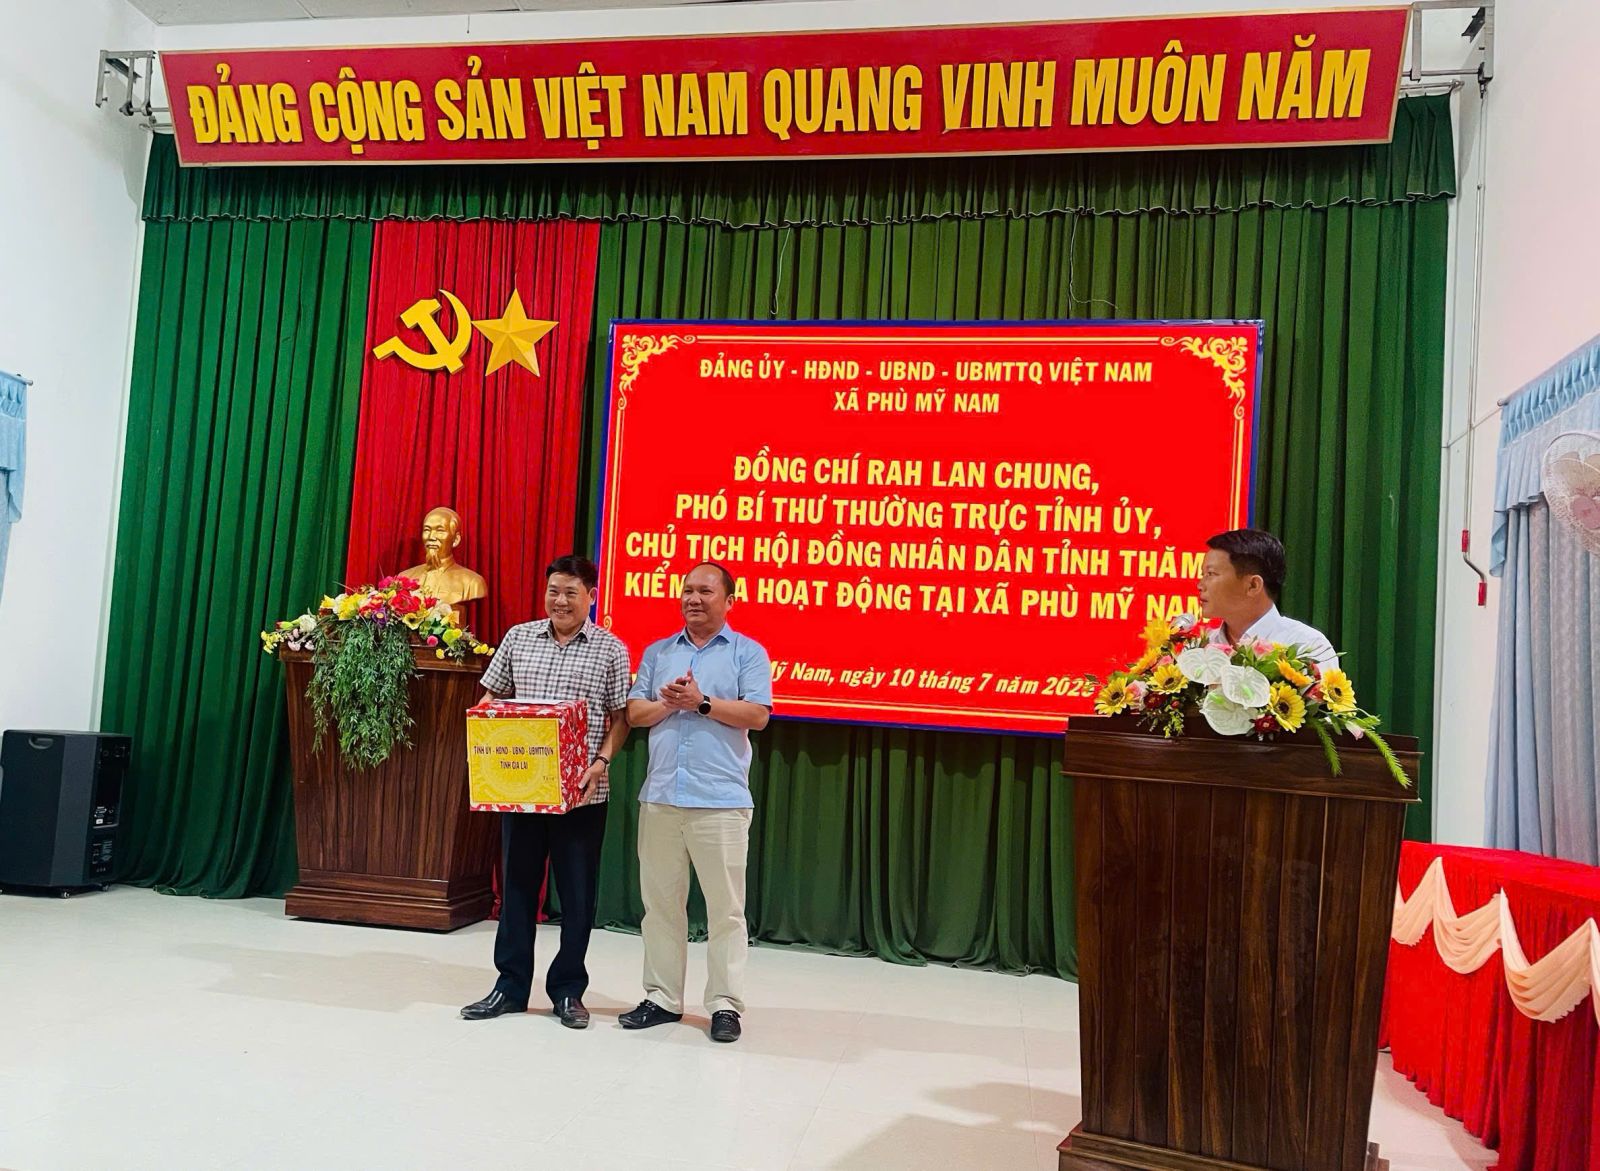 ĐẢNG CỘNG SẢN VIỆT NAM QUANG VINH MUÔN NĂM
ĐẢNG ỦY - HĐND - UBND - UBMTTQ VIỆT NAM
XÃ PHÙ MỸ NAM
ĐỒNG CHÍ RAH LAN CHUNG,
PHÓ BÍ THƯ THƯỜNG TRỰC TỈNH ỦY,
CHỦ TỊCH HỘI ĐỒNG NHÂN DÂN TỈNH THĂM
HOẠT ĐỘNG TẠI XÃ PHÙ MỸ NAM
Mỹ Nam, ngày 10 tháng 7 năm
TỈNH ỦY - HĐND - UBND - UBMTTQVN
TỈNH GIA LAI